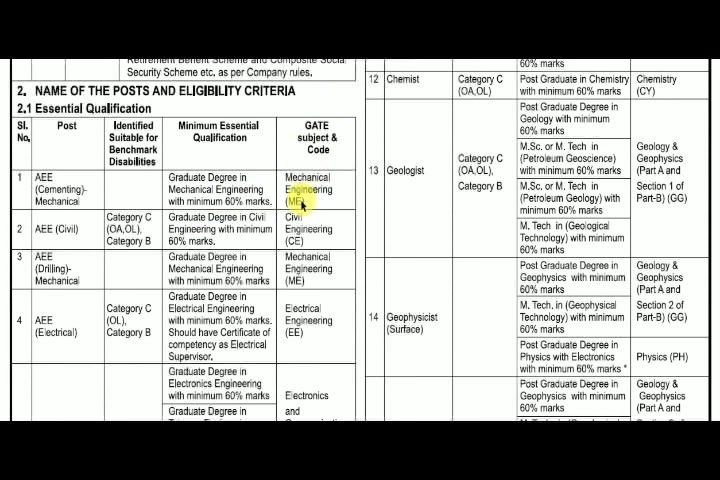 Retirement Benefit Scheme and Composite Social
Security Scheme etc. as per Company rules.
2. NAME OF THE POSTS AND ELIGIBILITY CRITERIA
2.1 Essential Qualification
Sl. No. Post Identified Suitable for Benchmark Disabilities Minimum Essential Qualification GATE subject & Code
1 AEE (Cementing)- Mechanical Graduate Degree in Mechanical Engineering with minimum 60% marks. Mechanical Engineering (ME)
2 AEE (Civil) Category C (OA,OL) Category B Graduate Degree in Civil Engineering with minimum 60% marks. Civil Engineering (CE)
3 AEE (Drilling)- Mechanical Graduate Degree in Mechanical Engineering with minimum 60% marks Mechanical Engineering (ME)
4 AEE (Electrical) Category C (OL), Category B Graduate Degree in Electrical Engineering with minimum 60% marks. Should have Certificate of competency as Electrical Supervisor. Electrical Engineering (EE)
Graduate Degree in Electronics Engineering with minimum 60% marks Electronics and
Graduate Degree in
60% marks
12 Chemist Category C (OA,OL) Post Graduate in Chemistry with minimum 60% marks Chemistry (CY)
13 Geologist Category C (OA,OL) Category B Post Graduate Degree in Geology with minimum 60% marks Geology & Geophysics (Part A and Section 1 of Part-B) (GG)
M.Sc. or M. Tech in (Petroleum Geoscience) with minimum 60% marks
M.Sc. or M. Tech in (Petroleum Geology) with minimum 60% marks
M. Tech in (Geological Technology) with minimum 60% marks
14 Geophysicist (Surface) Post Graduate Degree in Geophysics with minimum 60% marks Geology & Geophysics (Part A and Section 2 of Part-B) (GG)
M. Tech. in (Geophysical Technology) with minimum 60% marks
Post Graduate Degree in Physics with Electronics with minimum 60% marks * Physics (PH)
Post Graduate Degree in Geophysics with minimum 60% marks Geology & Geophysics (Part A and